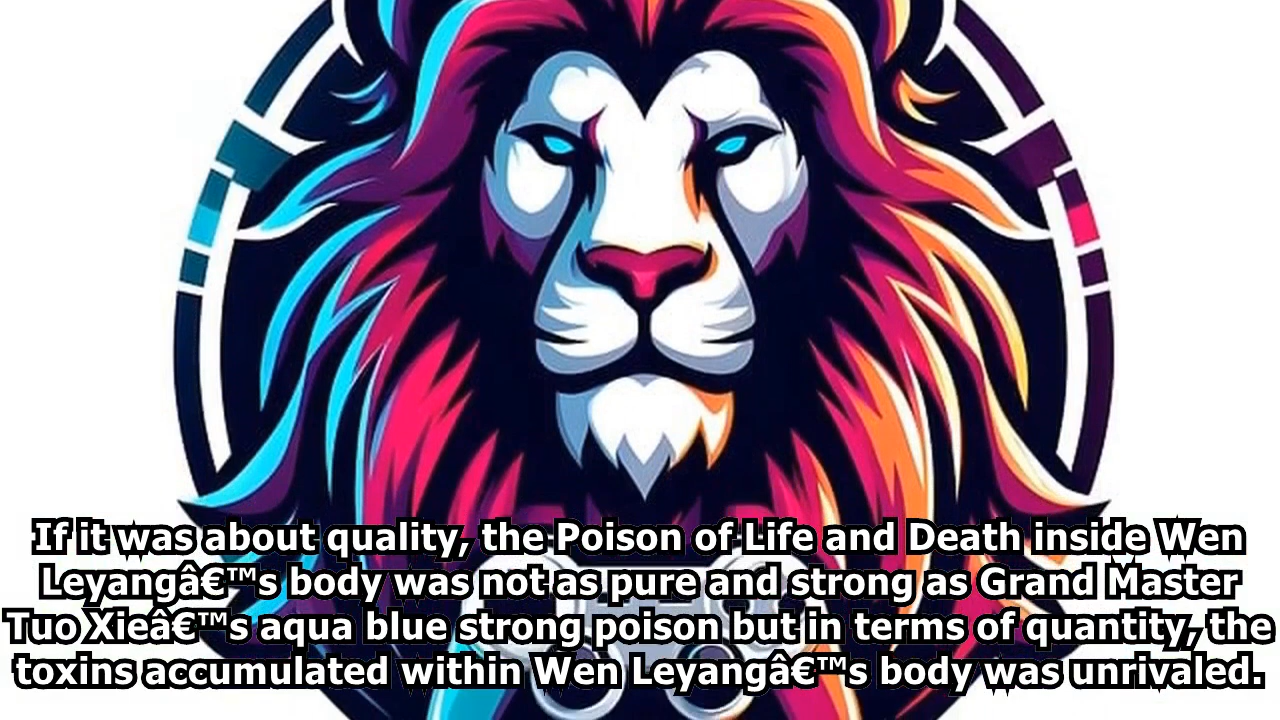 If it was about quality, the Poison of Life and Death inside Wen
Leyangâ€™s body was not as pure and strong as Grand Master
Tuo Xieâ€™s aqua blue strong poison but in terms of quantity, the
toxins accumulated within Wen Leyangâ€™s body was unrivaled.